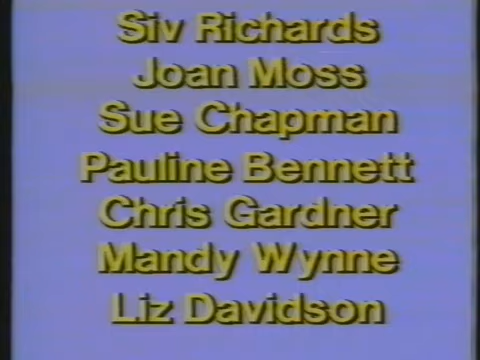 Siv Richards
Joan Moss
Sue Chapman
Pauline Bennett
Chris Gardner
Mandy Wynne
Liz Davidson